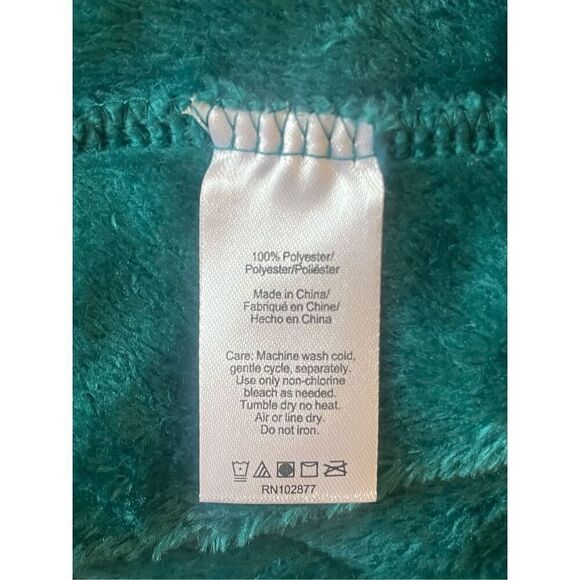 100% Polyester/
Polyester/Poliéster
Made in China/
Fabriqué en Chine/
Hecho en China
Care: Machine wash cold,
gentle cycle, separately.
Use only non-chlorine
bleach as needed.
Tumble dry no heat.
Air or line dry.
Do not iron.
RN102877